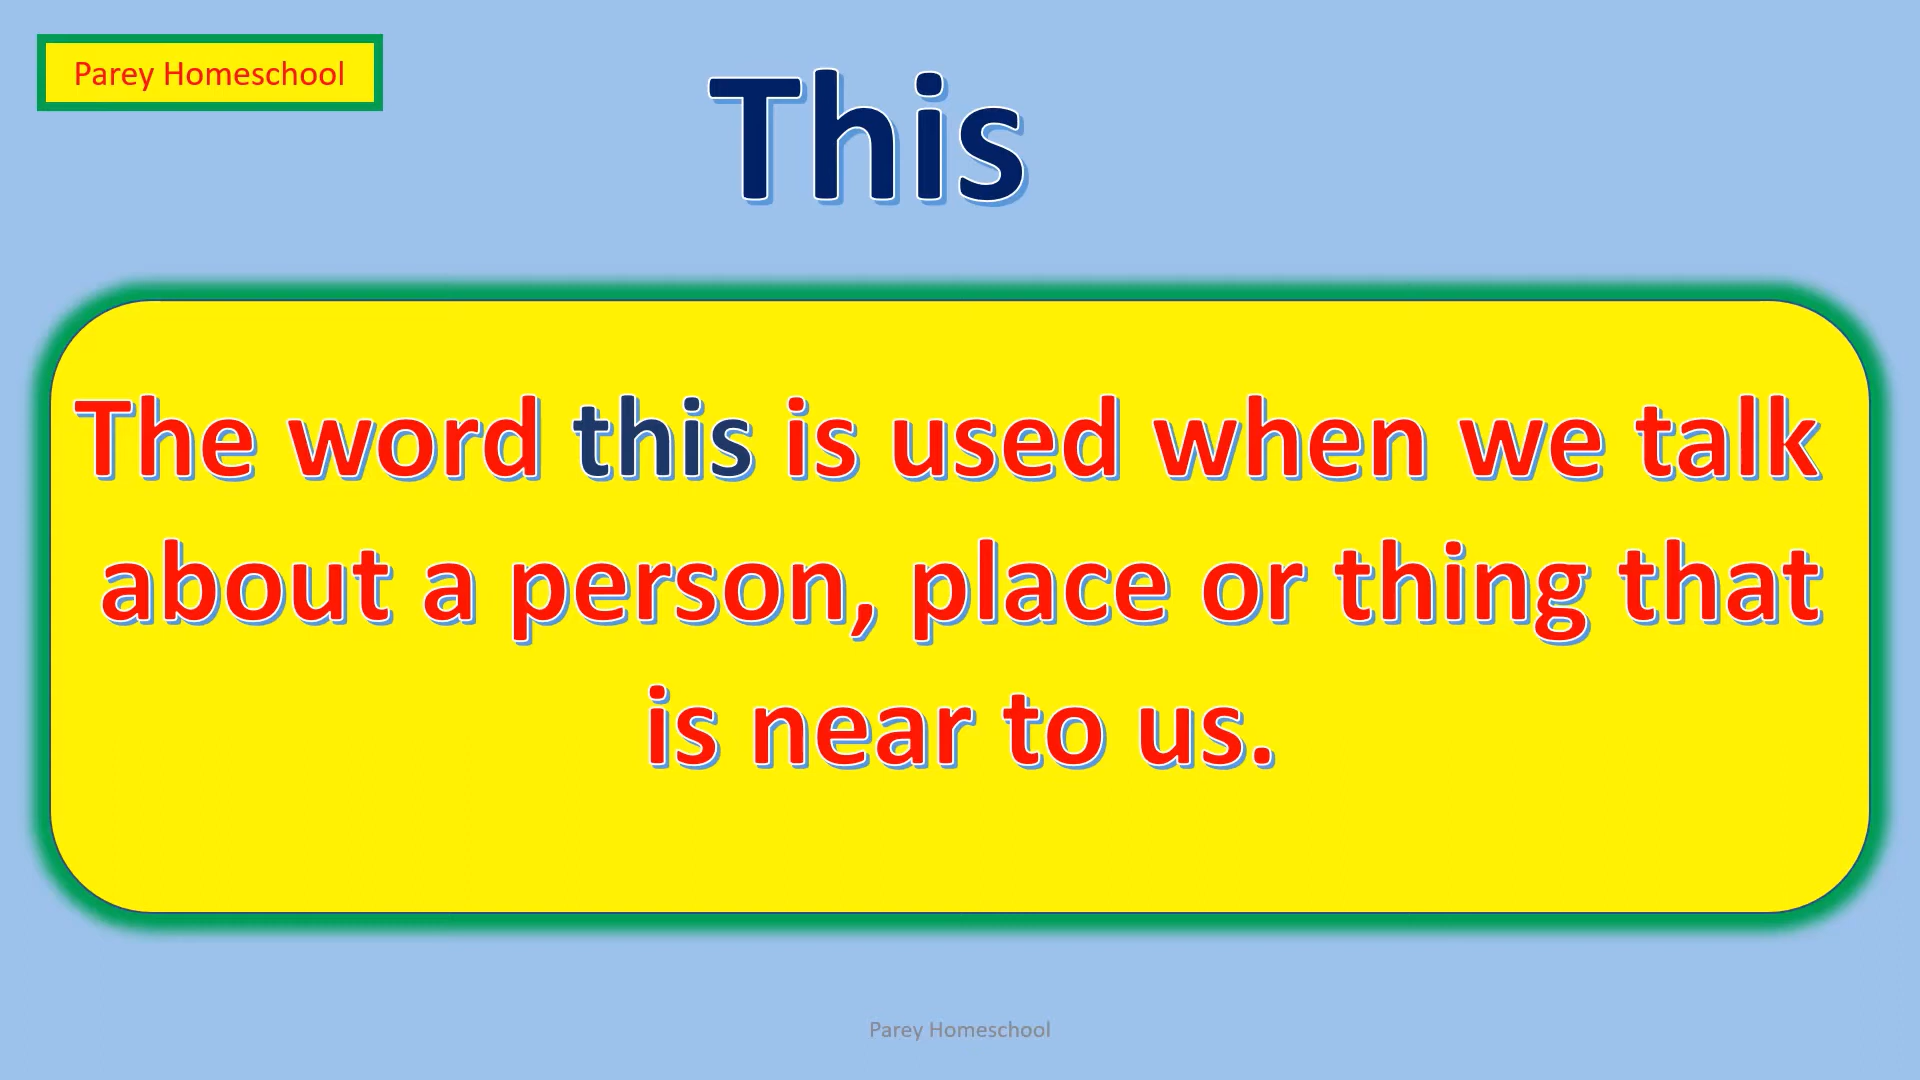 Parey Homeschool
This
The word this is used when we talk
about a person, place or thing that
is near to us.
Parey Homeschool